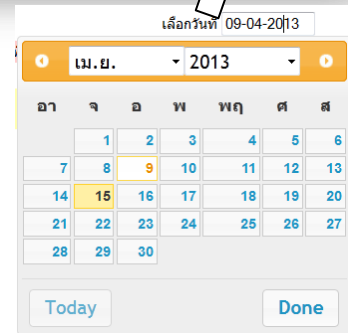 เลือกวันที่ 09-04-2013
เม.ย. 2013
อา จ อ พ พฤ ศ ส
1 2 3 4 5 6
7 8 9 10 11 12 13
14 15 16 17 18 19 20
21 22 23 24 25 26 27
28 29 30
Today Done